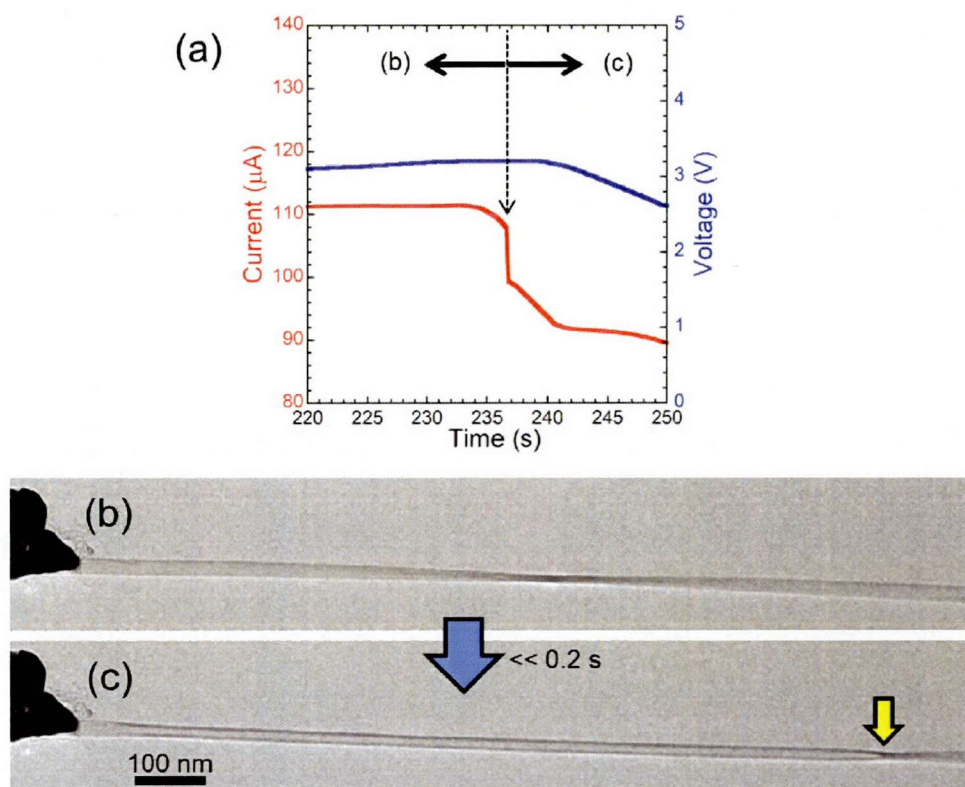 (a)
140
130
120
110
100
90
80
Current (μA)
(b)
(c)
5
4
3
2
1
0
Voltage (V)
220 225 230 235 240 245 250
Time (s)
(b)
<< 0.2 s
(c)
100 nm